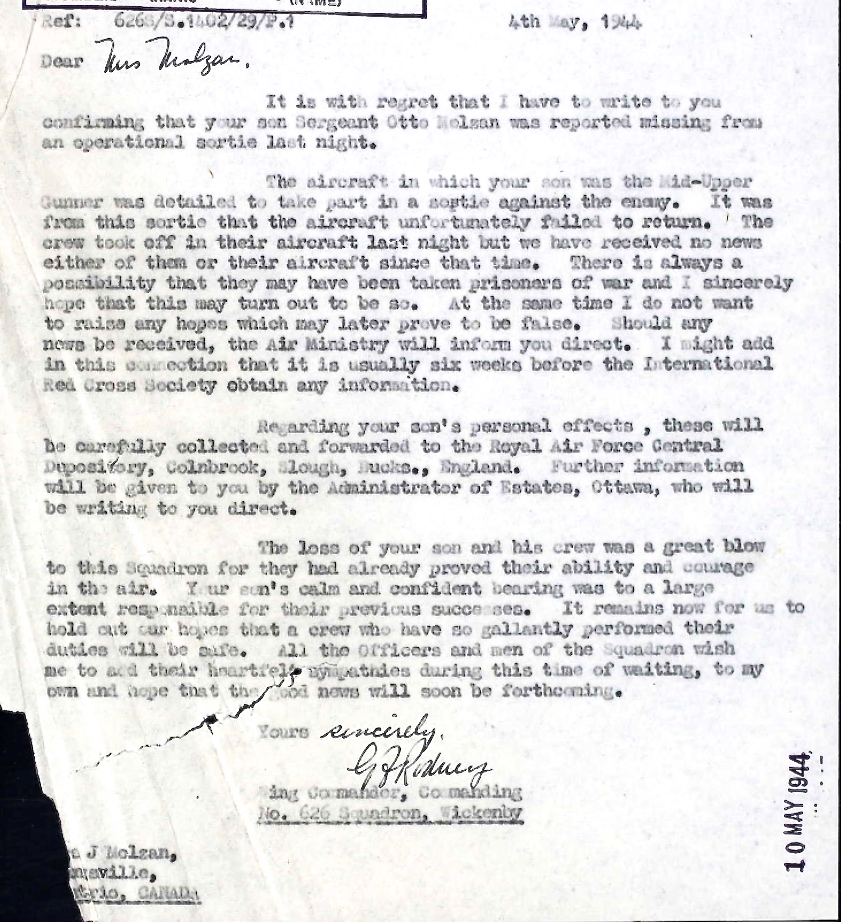 Ref: 626S/S.1402/29/P.1 4th May, 1944
Dear Mrs Molzan.
It is with regret that I have to write to you
confirming that your son Sergeant Otto Molzan was reported missing from
an operational sortie last night.
The aircraft in which your son was the Mid-Upper
Gunner was detailed to take part in a sortie against the enemy. It was
from this sortie that the aircraft unfortunately failed to return. The
crew took off in their aircraft last night but we have received no news
either of them or their aircraft since that time. There is always a
possibility that they may have been taken prisoners of war and I sincerely
hope that this may turn out to be so. At the same time I do not want
to raise any hopes which may later prove to be false. Should any
news be received, the Air Ministry will inform you direct. I might add
in this connection that it is usually six weeks before the International
Red Cross Society obtain any information.
Regarding your son's personal effects , these will
be carefully collected and forwarded to the Royal Air Force Central
Dupository, Colnbrook, Slough, Bucks., England. Further information
will be given to you by the Administrator of Estates, Ottawa, who will
be writing to you direct.
The loss of your son and his crew was a great blow
to this Squadron for they had already proved their ability and courage
in the air. Your son's calm and confident bearing was to a large
extent responsible for their previous successes. It remains now for us to
hold out our hopes that a crew who have so gallantly performed their
duties will be safe. All the Officers and men of the Squadron wish
me to add their heartfelt sympathies during this time of waiting, to my
own and hope that the good news will soon be forthcoming.
Yours sincerely.
G F Rodney
Wing Commander, Commanding
No. 626 Squadron, Wickenby
10 MAY 1944
J Molzan,
CANADA